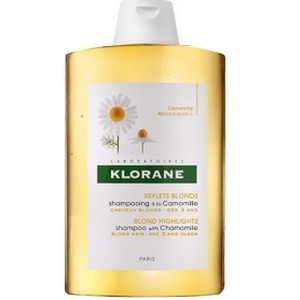 Camomille
LABORATOIRES
KLORANE
REFLETS BLONDS
shampooing à la Camomille
CHEVEUX BLONDS - DÈS 3 ANS
BLOND HIGHLIGHTS
shampoo with Chamomile
BLOND HAIR - AGE 3 AND OLDER
PARIS